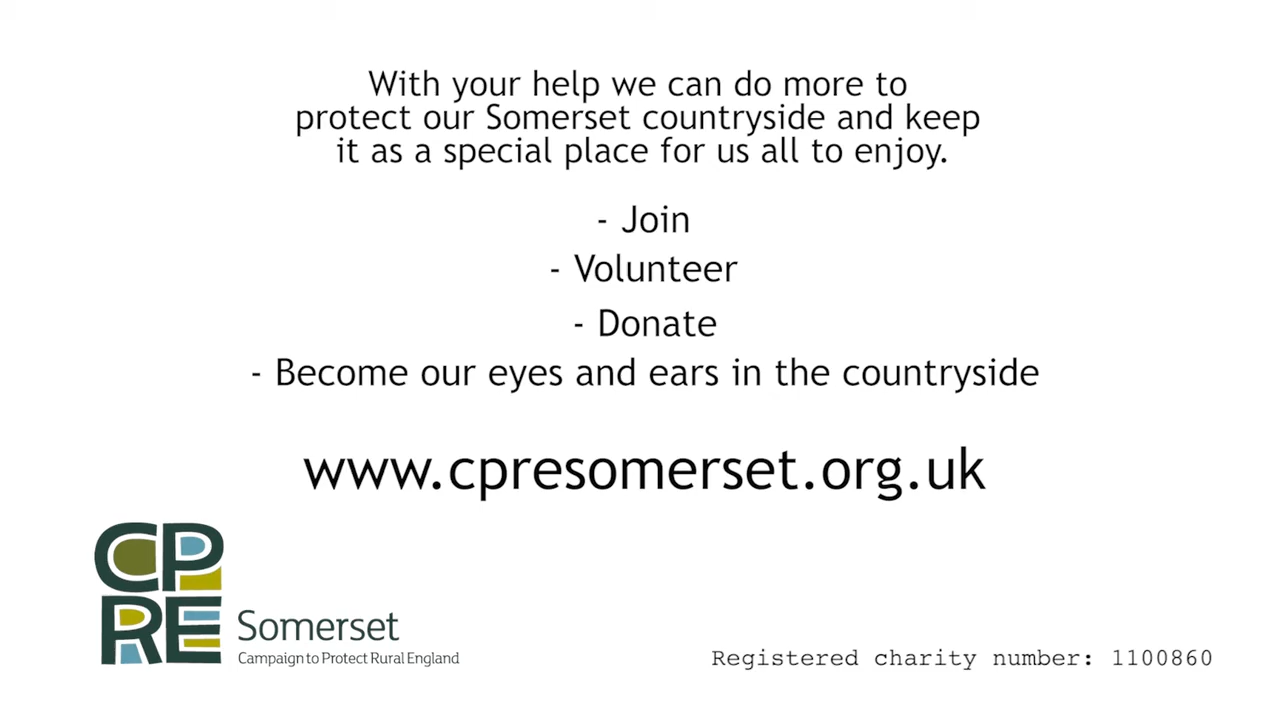 With your help we can do more to
protect our Somerset countryside and keep
it as a special place for us all to enjoy.
- Join
- Volunteer
- Donate
- Become our eyes and ears in the countryside
www.cpresomerset.org.uk
CP
RE
Somerset
Campaign to Protect Rural England
Registered charity number: 1100860